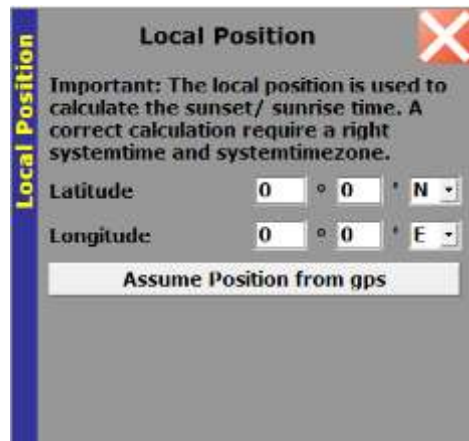 Local Position
Local Position
Important: The local position is used to
calculate the sunset/ sunrise time. A
correct calculation require a right
systemtime and systemtimezone.
Latitude 0 ° 0 ' N
Longitude 0 ° 0 ' E
Assume Position from gps